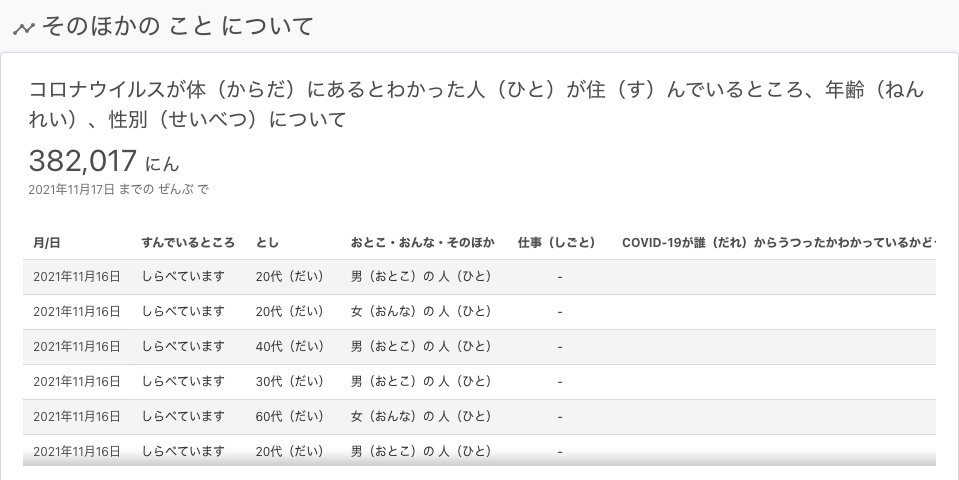 そのほかの こと について
コロナウイルスが体（からだ）にあるとわかった人（ひと）が住（す）んでいるところ、年齢（ねん
れい）、性別（せいべつ）について
382,017 にん
2021年11月17日 までの ぜんぶ で
月/日 すんでいるところ とし おとこ・おんな・そのほか 仕事（しごと） COVID-19が誰（だれ）からうつったかわかっているかど
2021年11月16日 しらべています 20代（だい） 男（おとこ）の 人（ひと） -
2021年11月16日 しらべています 20代（だい） 女（おんな）の 人（ひと） -
2021年11月16日 しらべています 40代（だい） 男（おとこ）の 人（ひと） -
2021年11月16日 しらべています 30代（だい） 男（おとこ）の 人（ひと） -
2021年11月16日 しらべています 60代（だい） 女（おんな）の 人（ひと） -
2021年11月16日 しらべています 20代（だい） 男（おとこ）の 人（ひと） -